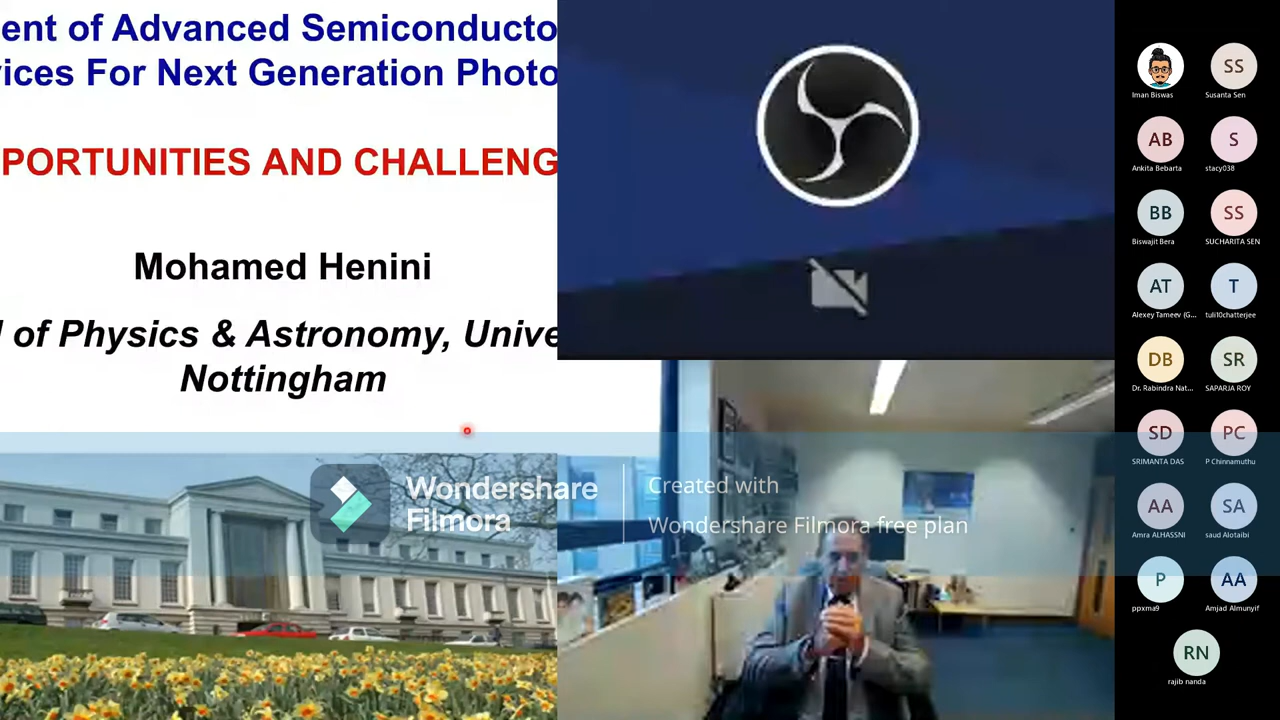 ent of Advanced Semiconducto
vices For Next Generation Photo
PORTUNITIES AND CHALLENG
Mohamed Henini
l of Physics & Astronomy, Unive
Nottingham
Wondershare
Filmora
Created with
Wondershare Filmora free plan
Iman Biswas
SS
Susanta Sen
AB
Ankita Bebarta
S
stacy038
BB
Biswajit Bera
SS
SUCHARITA SEN
AT
Alexey Tameev (G...
T
tuli10chatterjee
DB
Dr. Rabindra Nat...
SR
SAPARJA ROY
SD
SRIMANTA DAS
PC
P Chinnamuthu
AA
Amra ALHASSNI
SA
saud Alotaibi
P
ppxma9
AA
Amjad Almunyif
RN
rajib nanda